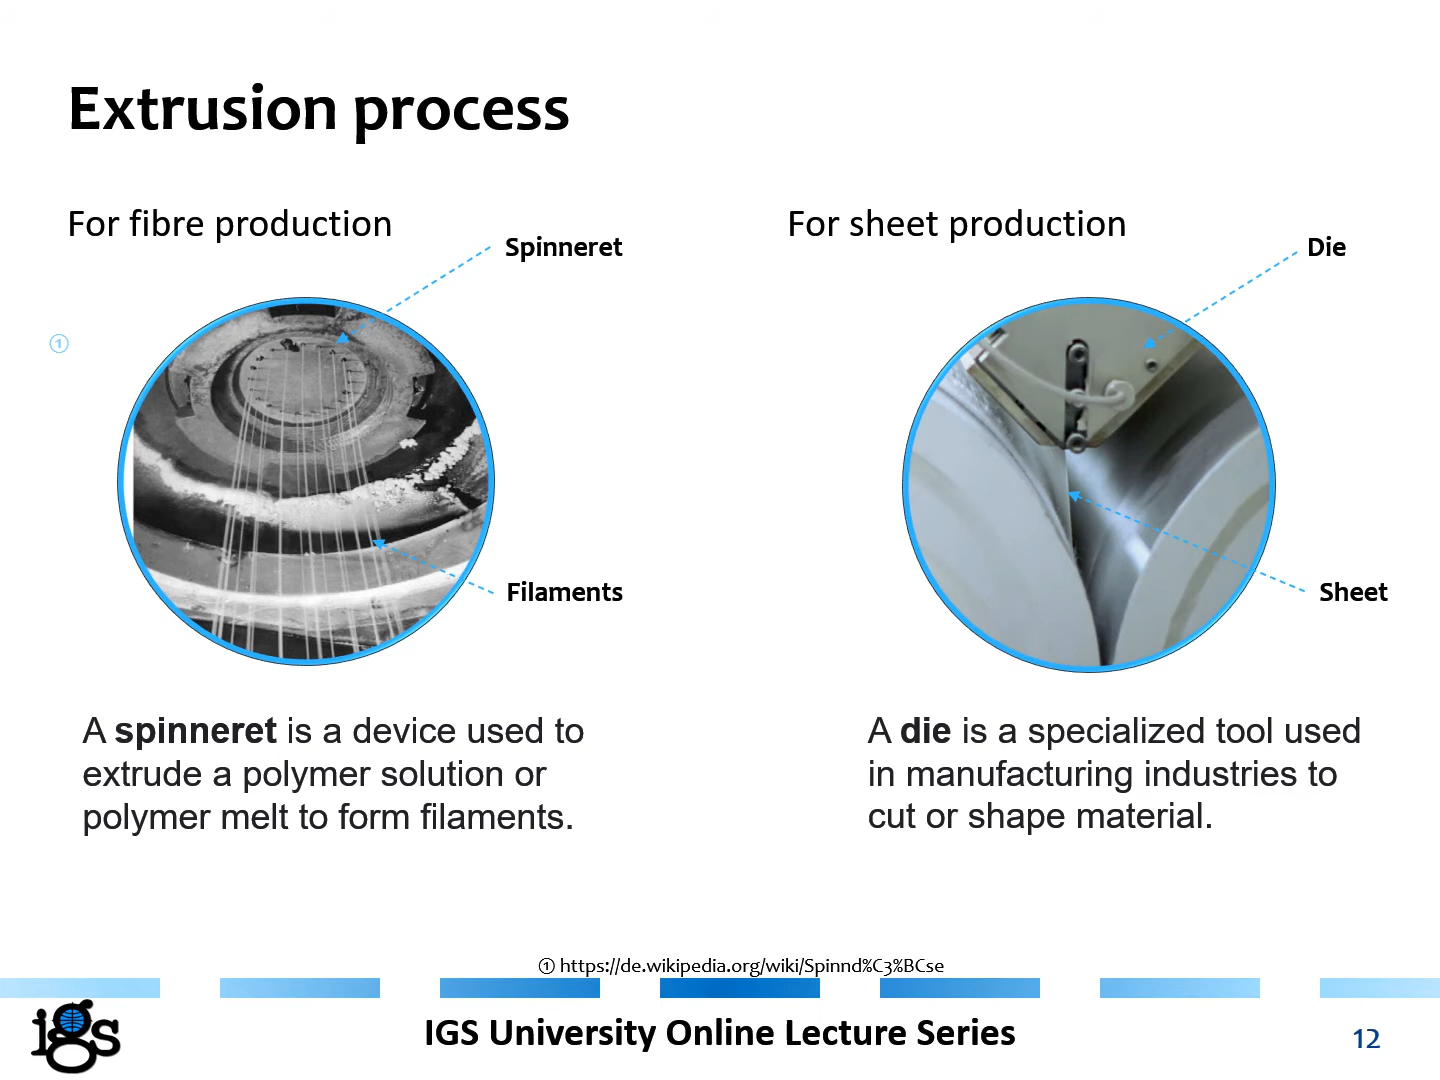 Extrusion process
For fibre production
Spinneret
①
Filaments
A spinneret is a device used to
extrude a polymer solution or
polymer melt to form filaments.
For sheet production
Die
Sheet
A die is a specialized tool used
in manufacturing industries to
cut or shape material.
① https://de.wikipedia.org/wiki/Spinnd%C3%BCse
igs
IGS University Online Lecture Series
12